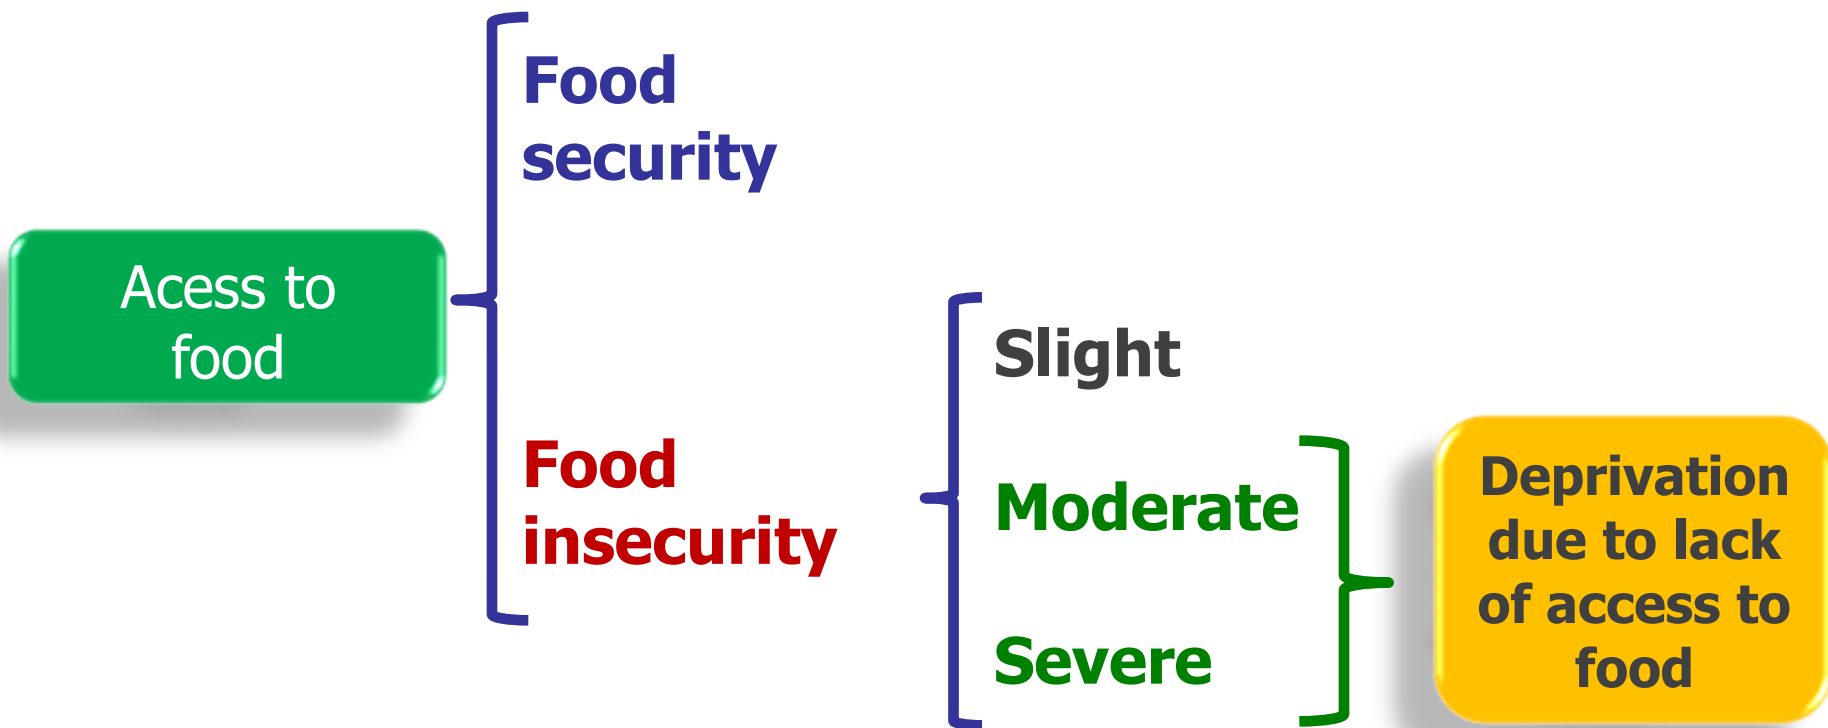 Food
security
Acess to
food
Food
insecurity
Slight
Moderate
Severe
Deprivation
due to lack
of access to
food